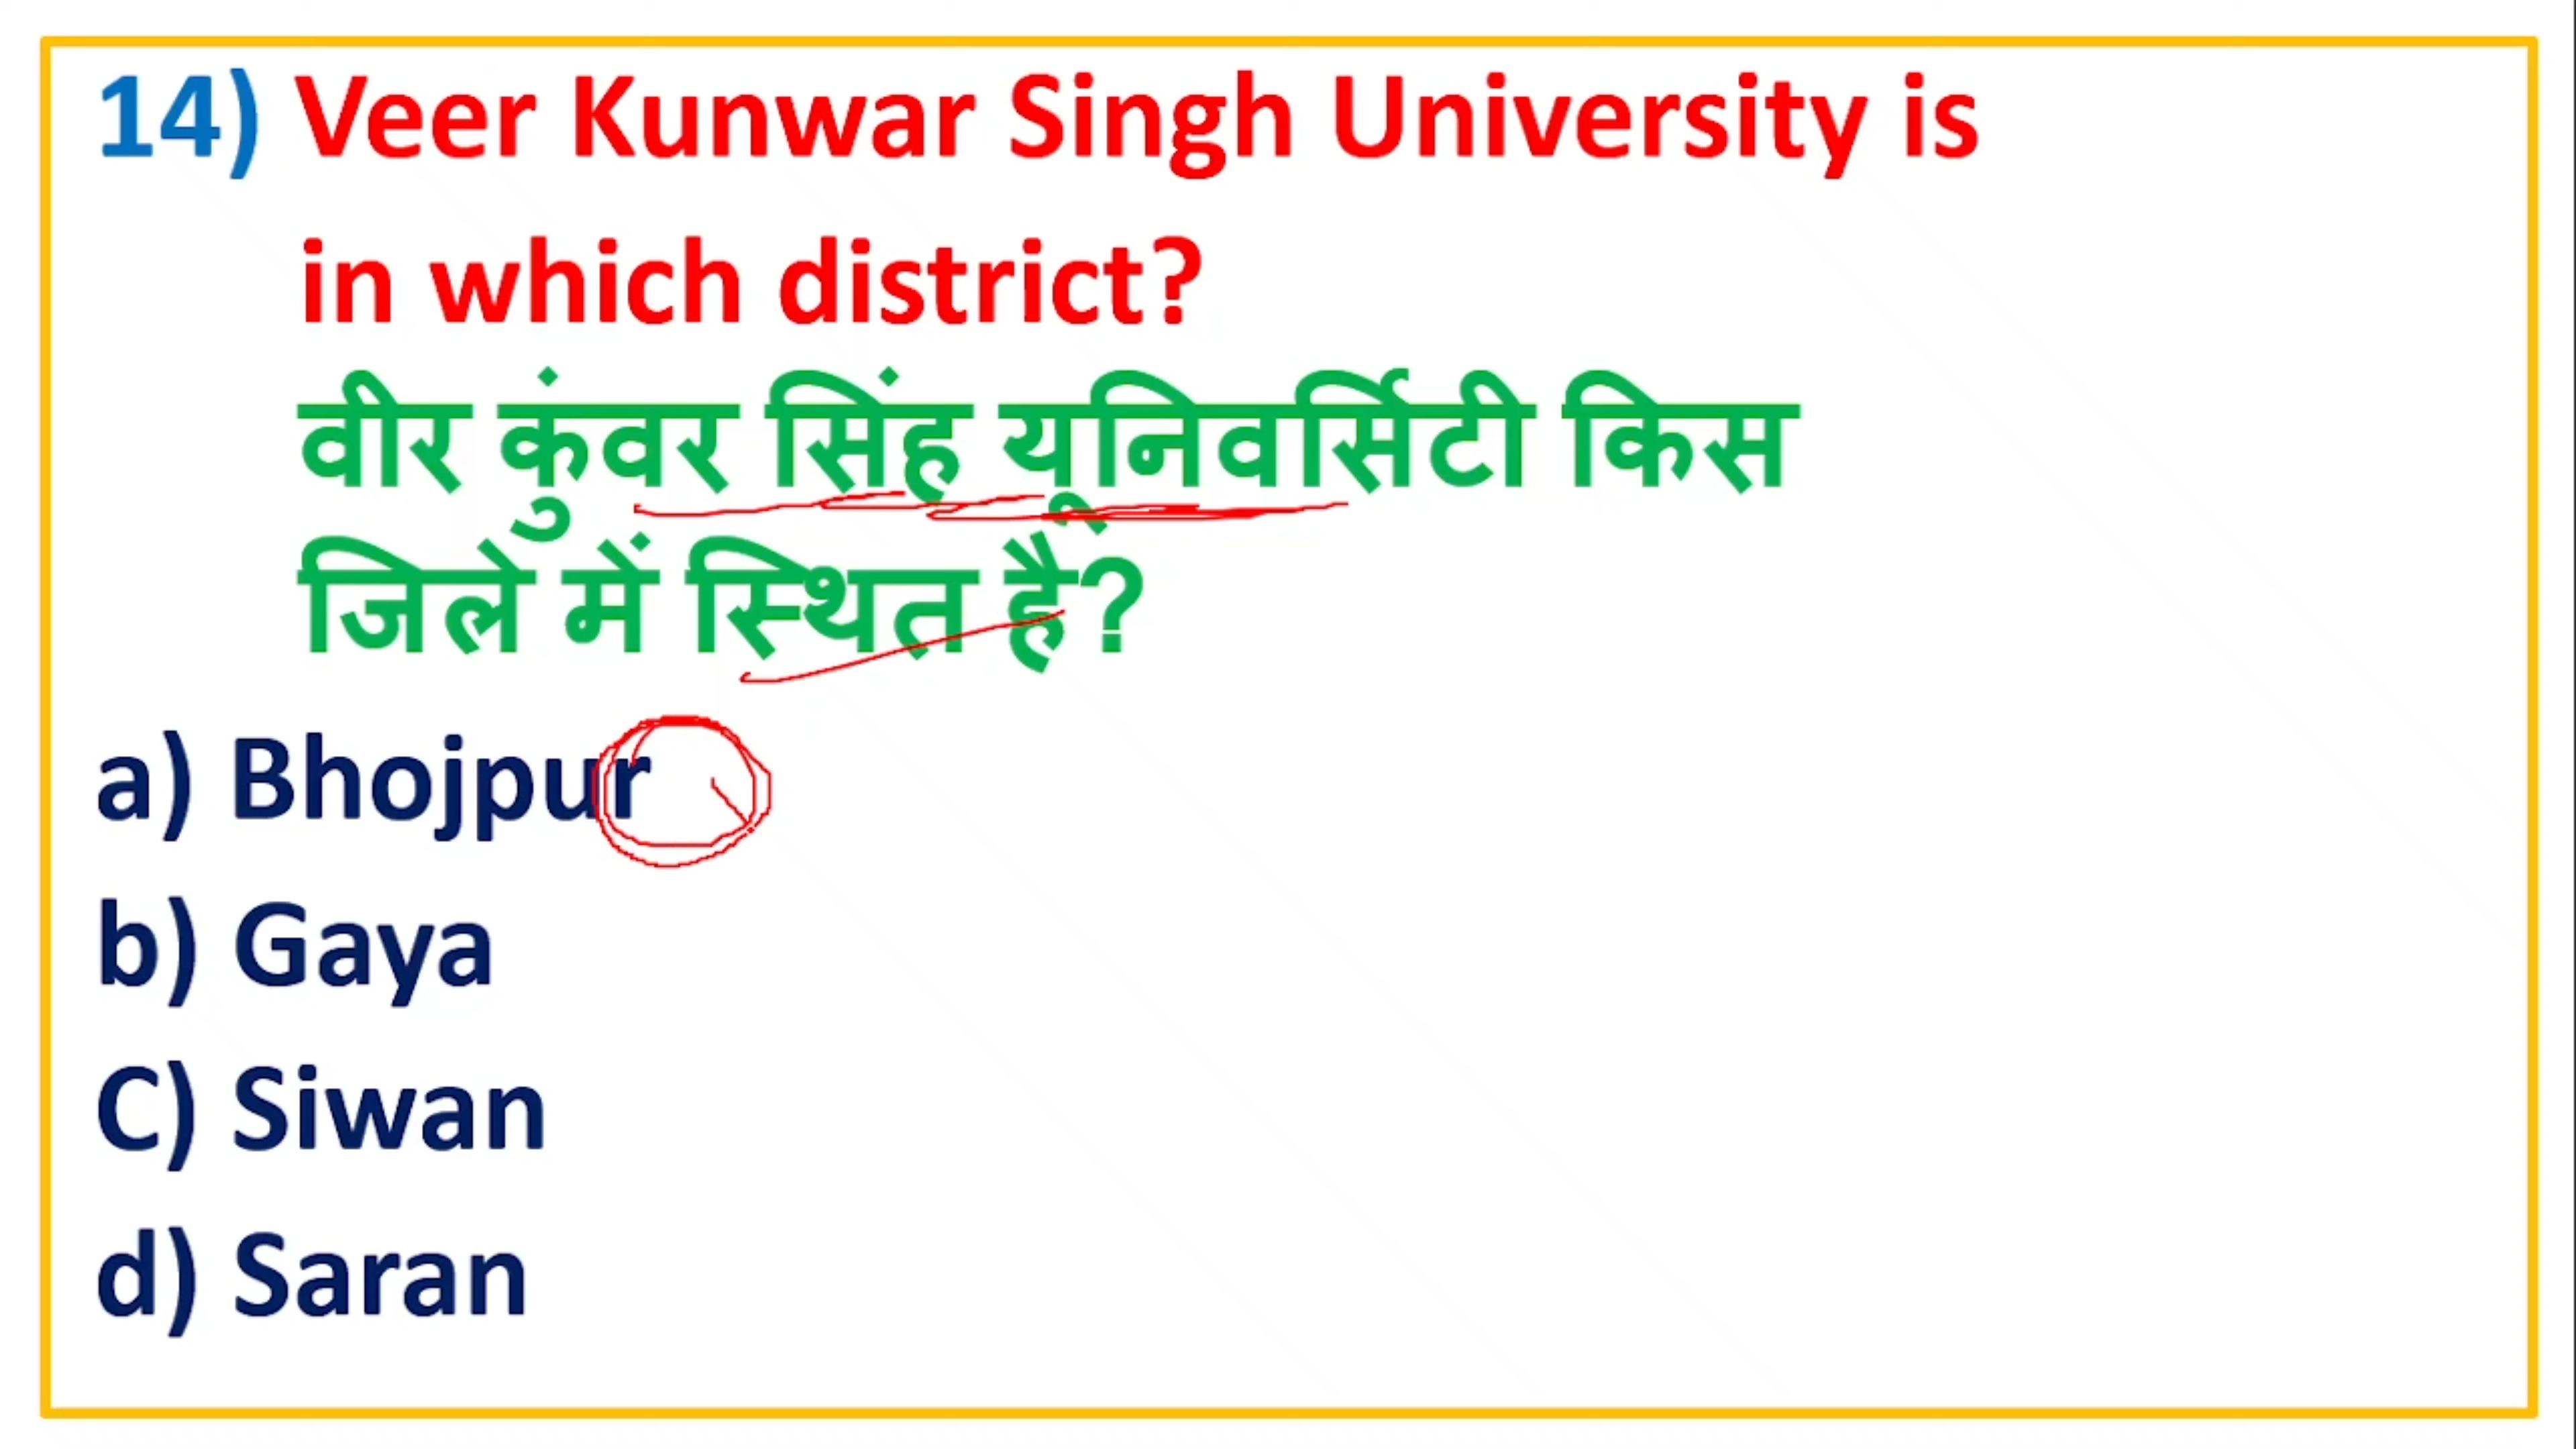 14) Veer Kunwar Singh University is
in which district?
वीर कुंवर सिंह यूनिवर्सिटी किस
जिले में स्थित है?
a) Bhojpur
b) Gaya
C) Siwan
d) Saran